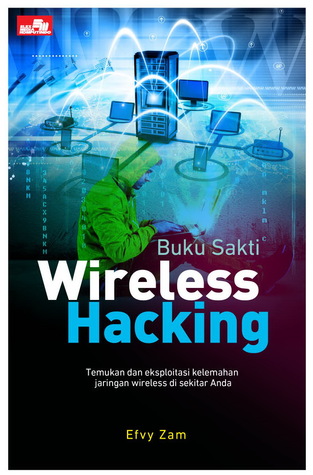 Buku Sakti
Wireless
Hacking
Temukan dan eksploitasi kelemahan
jaringan wireless di sekitar Anda
Efvy Zam